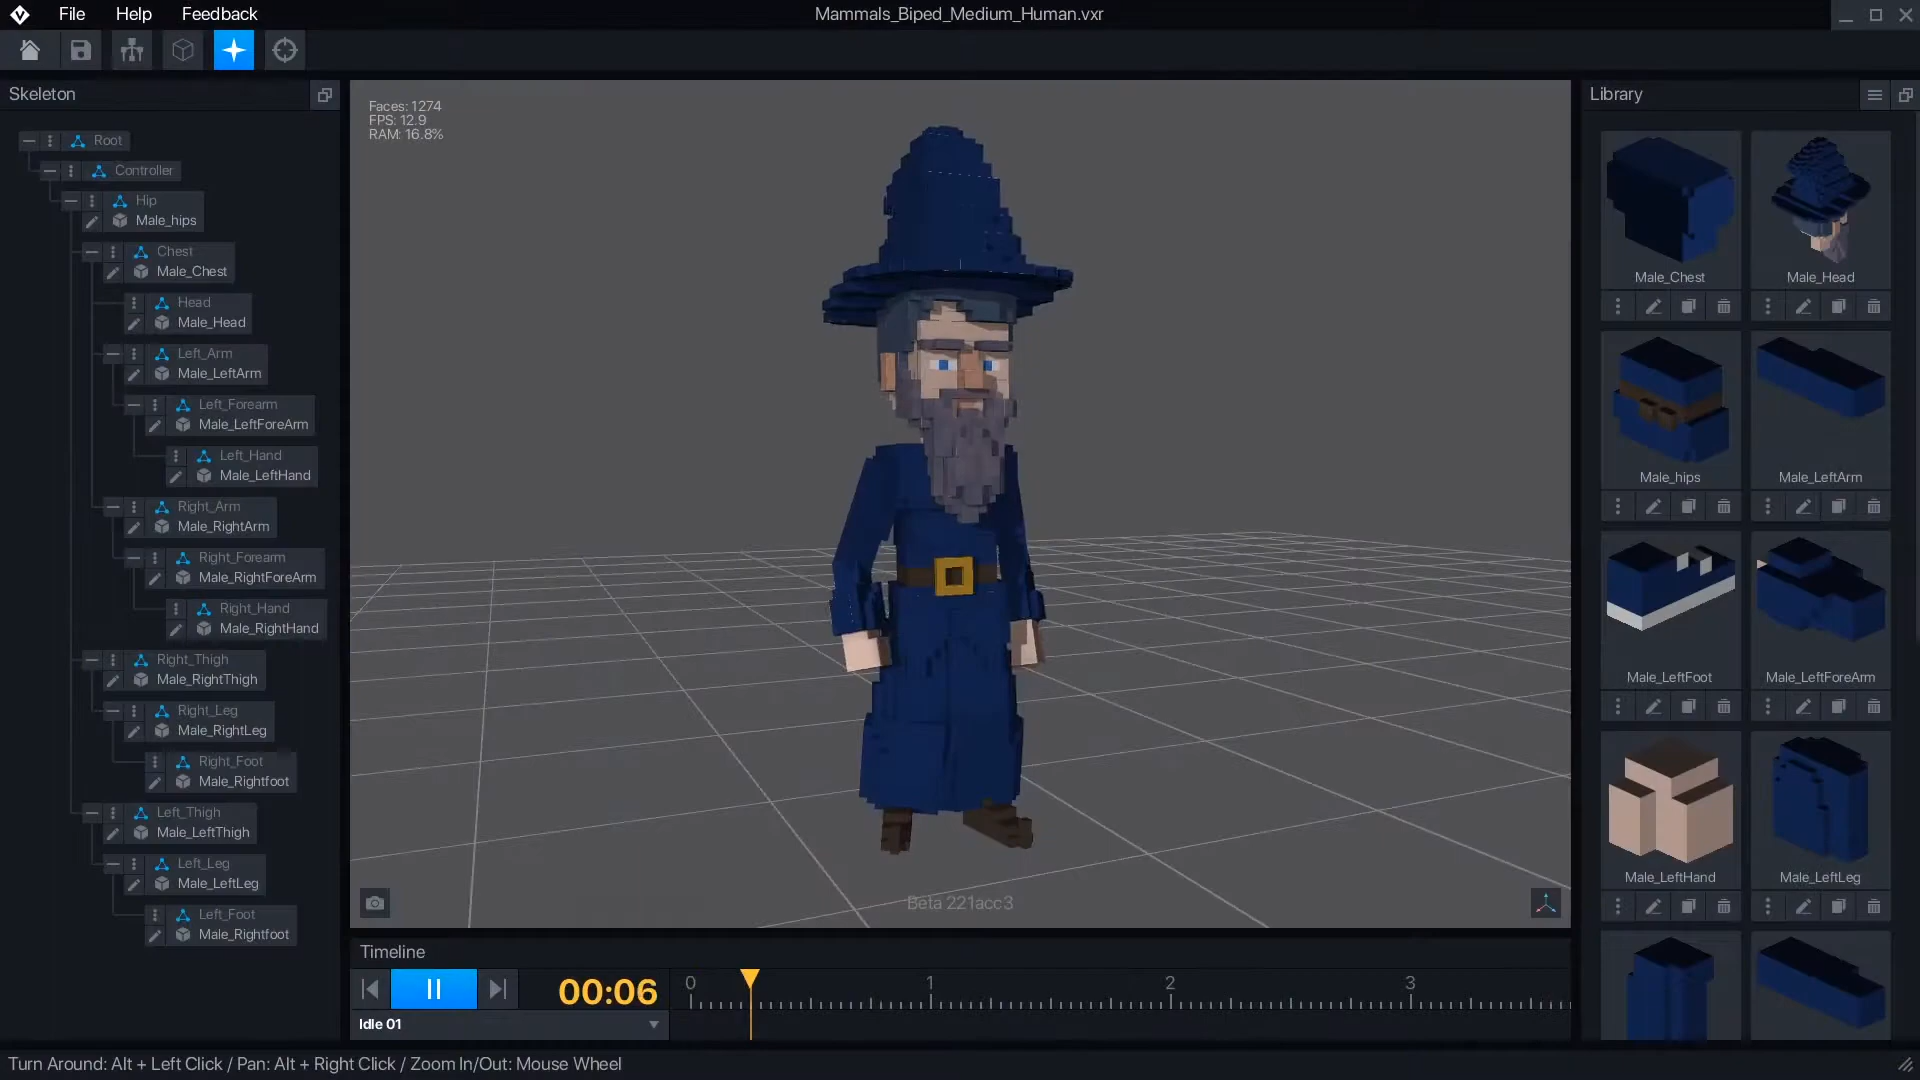 File Help Feedback
Mammals_Biped_Medium_Human.vxr
Skeleton
Root
Controller
Hip
Male_hips
Chest
Male_Chest
Head
Male_Head
Left_Arm
Male_LeftArm
Left_Forearm
Male_LeftForeArm
Left_Hand
Male_LeftHand
Right_Arm
Male_RightArm
Right_Forearm
Male_RightForeArm
Right_Hand
Male_RightHand
Right_Thigh
Male_RightThigh
Right_Leg
Male_RightLeg
Right_Foot
Male_Rightfoot
Left_Thigh
Male_LeftThigh
Left_Leg
Male_LeftLeg
Left_Foot
Male_Rightfoot
Faces: 1274
FPS: 12.9
RAM: 16.8%
Beta 221acc3
Timeline
00:06
0 1 2 3
Idle 01
Library
Male_Chest Male_Head
Male_hips Male_LeftArm
Male_LeftFoot Male_LeftForeArm
Male_LeftHand Male_LeftLeg
Turn Around: Alt + Left Click / Pan: Alt + Right Click / Zoom In/Out: Mouse Wheel